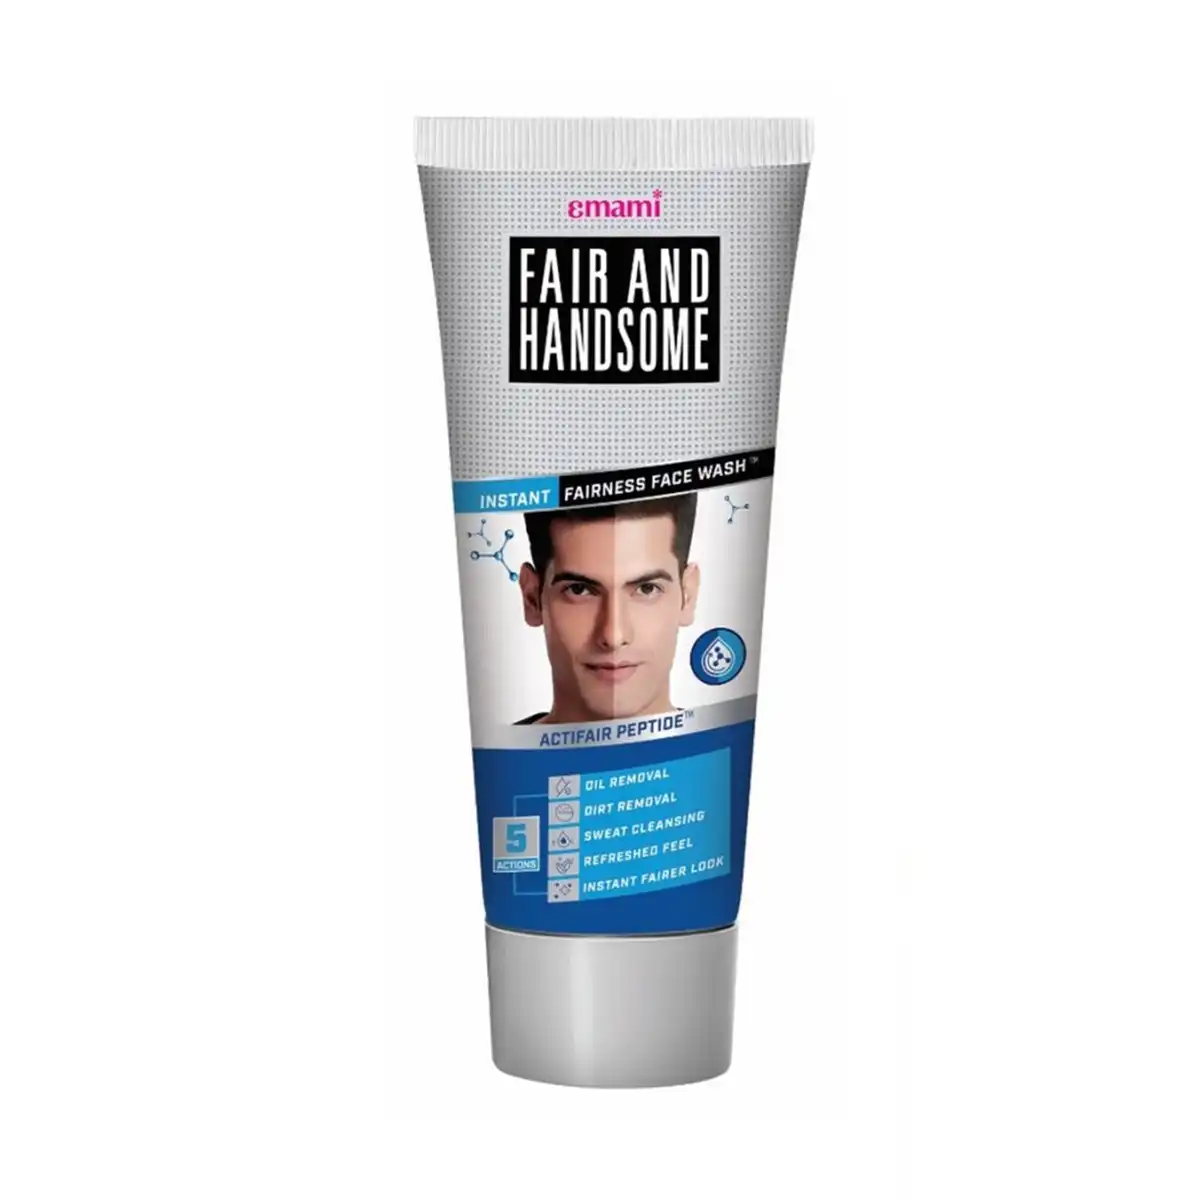 εmami
FAIR AND
HANDSOME
INSTANT FAIRNESS FACE WASH™
ACTIFAIR PEPTIDE™
5
ACTIONS
OIL REMOVAL
DIRT REMOVAL
SWEAT CLEANSING
REFRESHED FEEL
INSTANT FAIRER LOOK